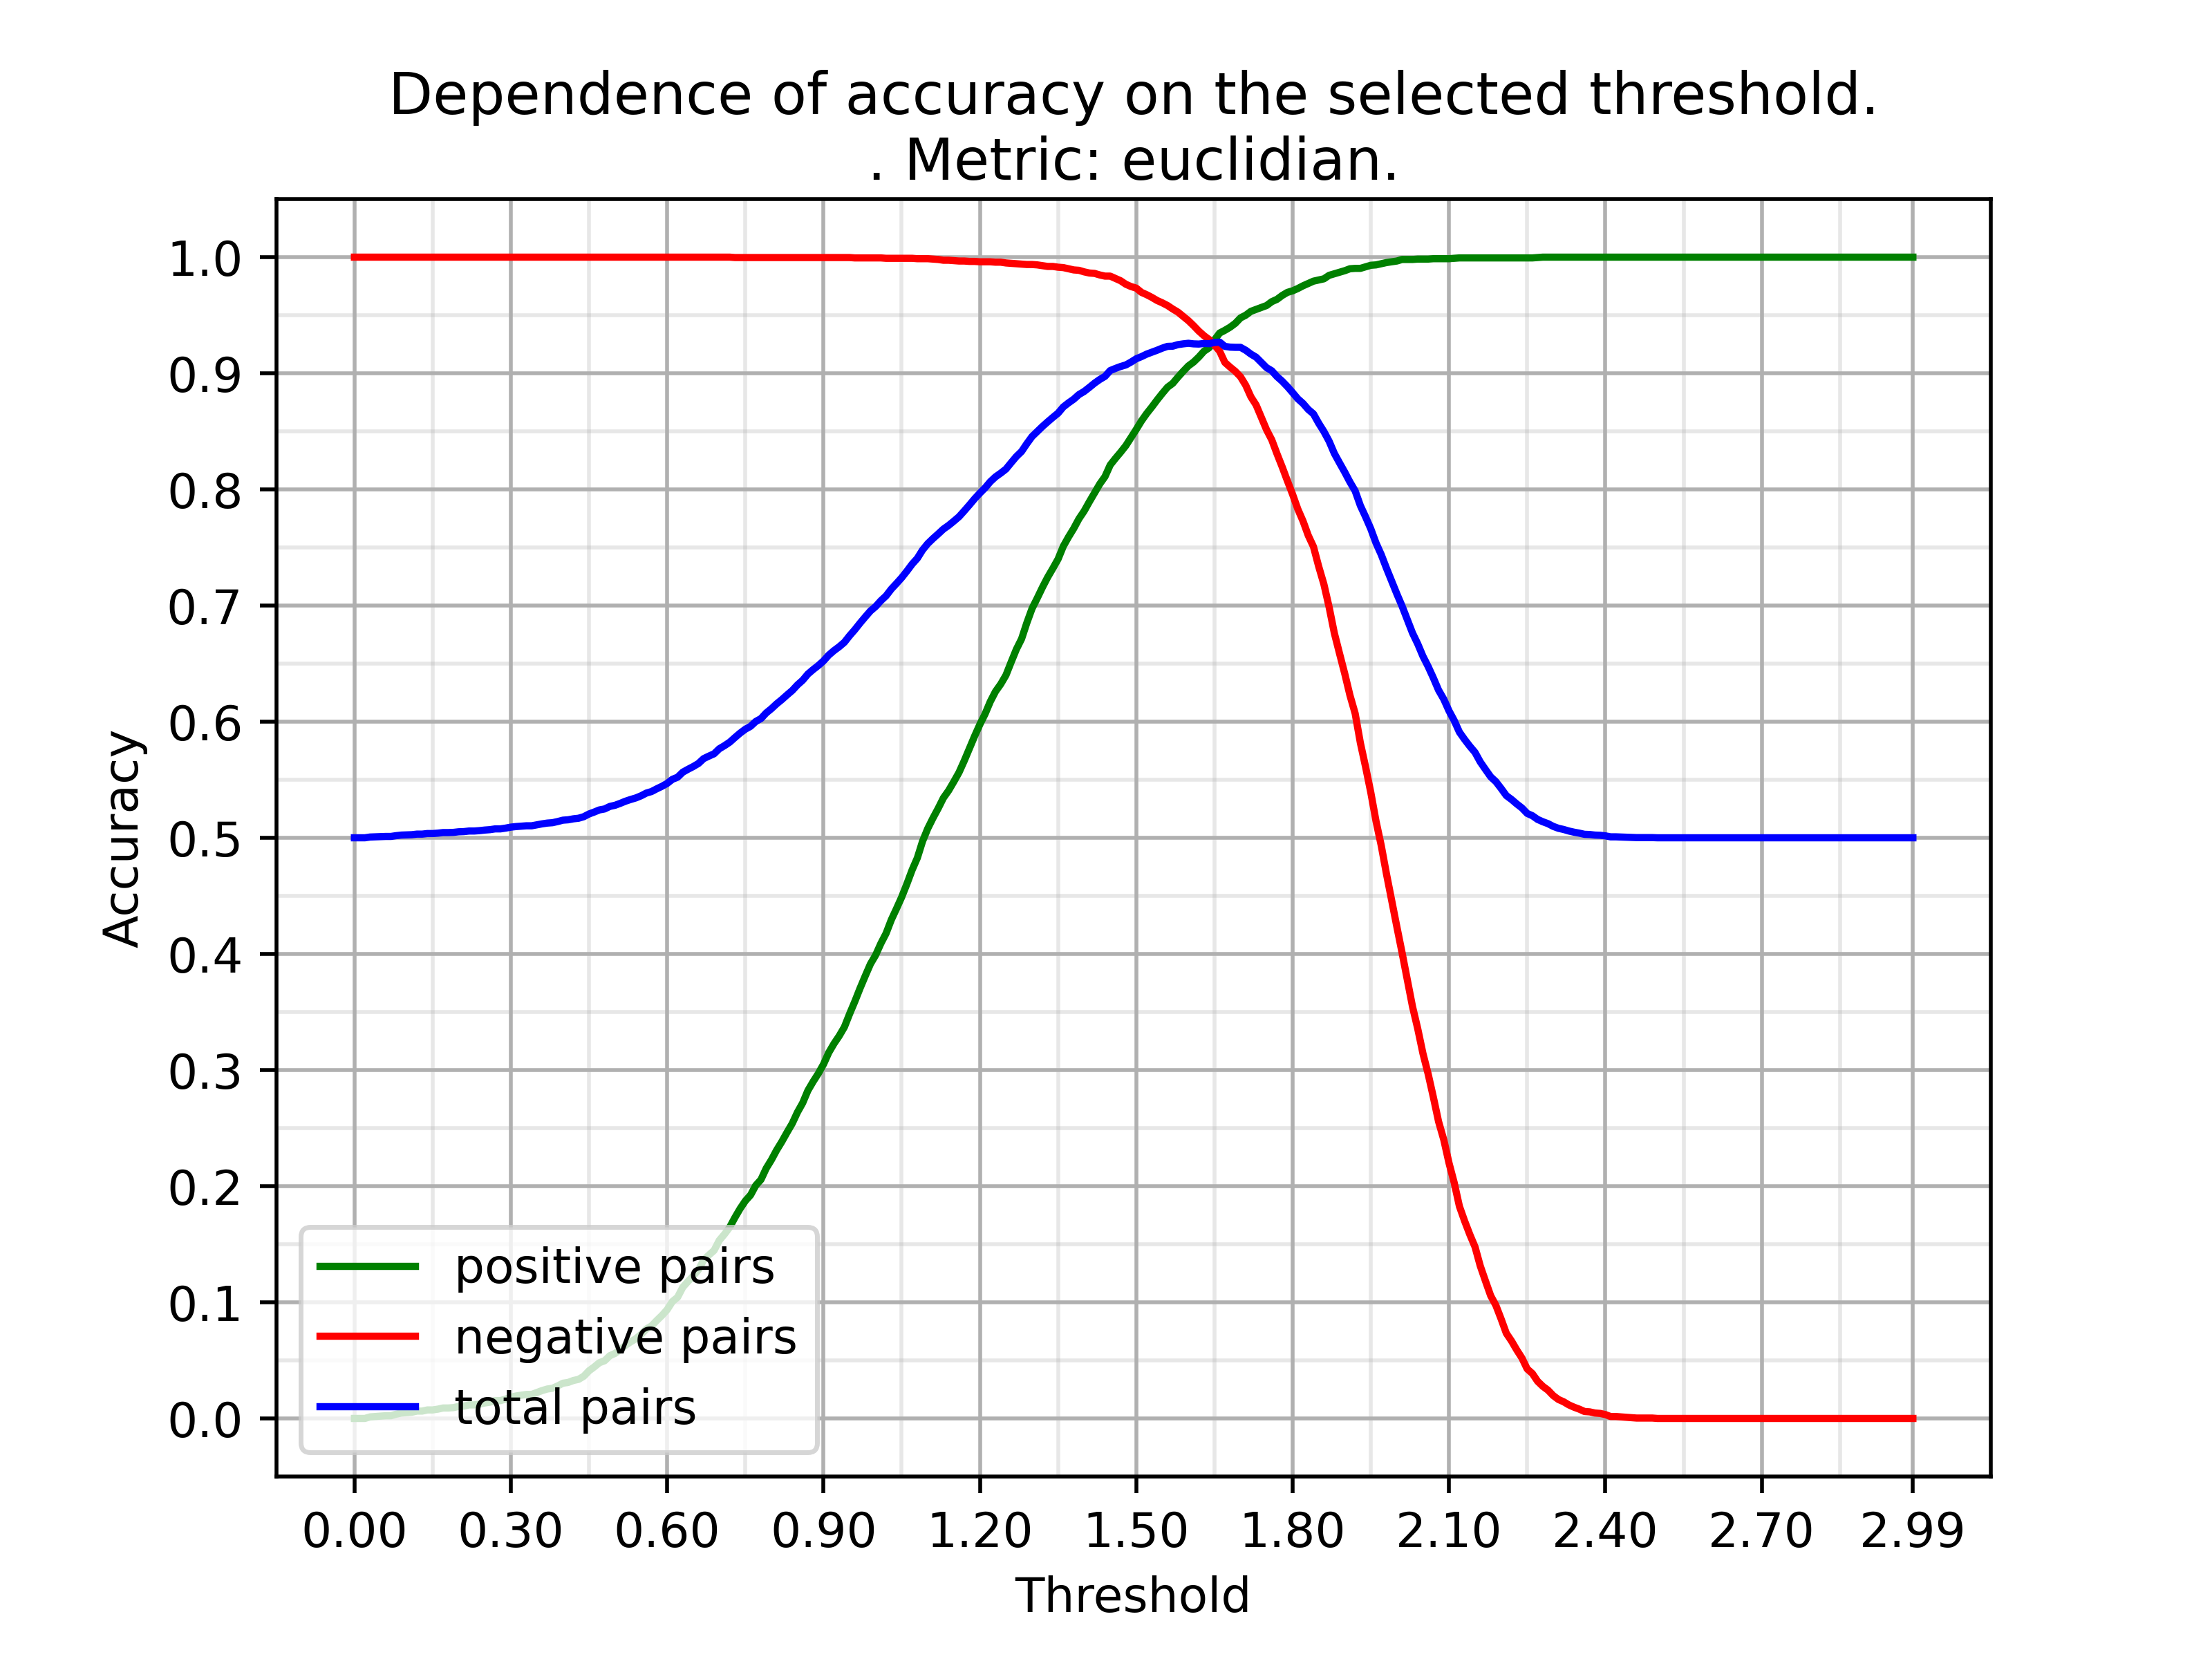 Dependence of accuracy on the selected threshold.
. Metric: euclidian.
1.0
0.9
0.8
0.7
0.6
0.5
0.4
0.3
0.2
0.1
0.0
Accuracy
positive pairs
negative pairs
total pairs
0.00 0.30 0.60 0.90 1.20 1.50 1.80 2.10 2.40 2.70 2.99
Threshold